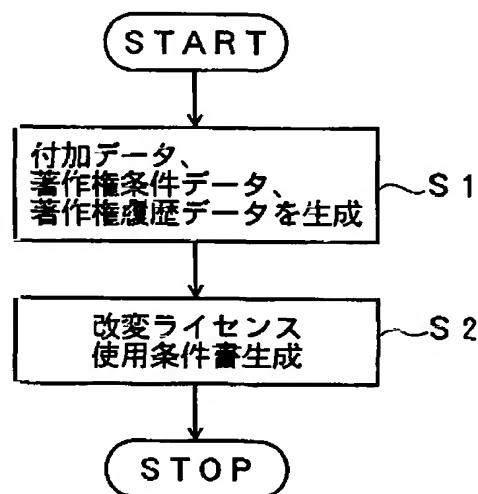 START
付加データ、
著作権条件データ、
著作権履歴データを生成
S1
改変ライセンス
使用条件書生成
S2
STOP